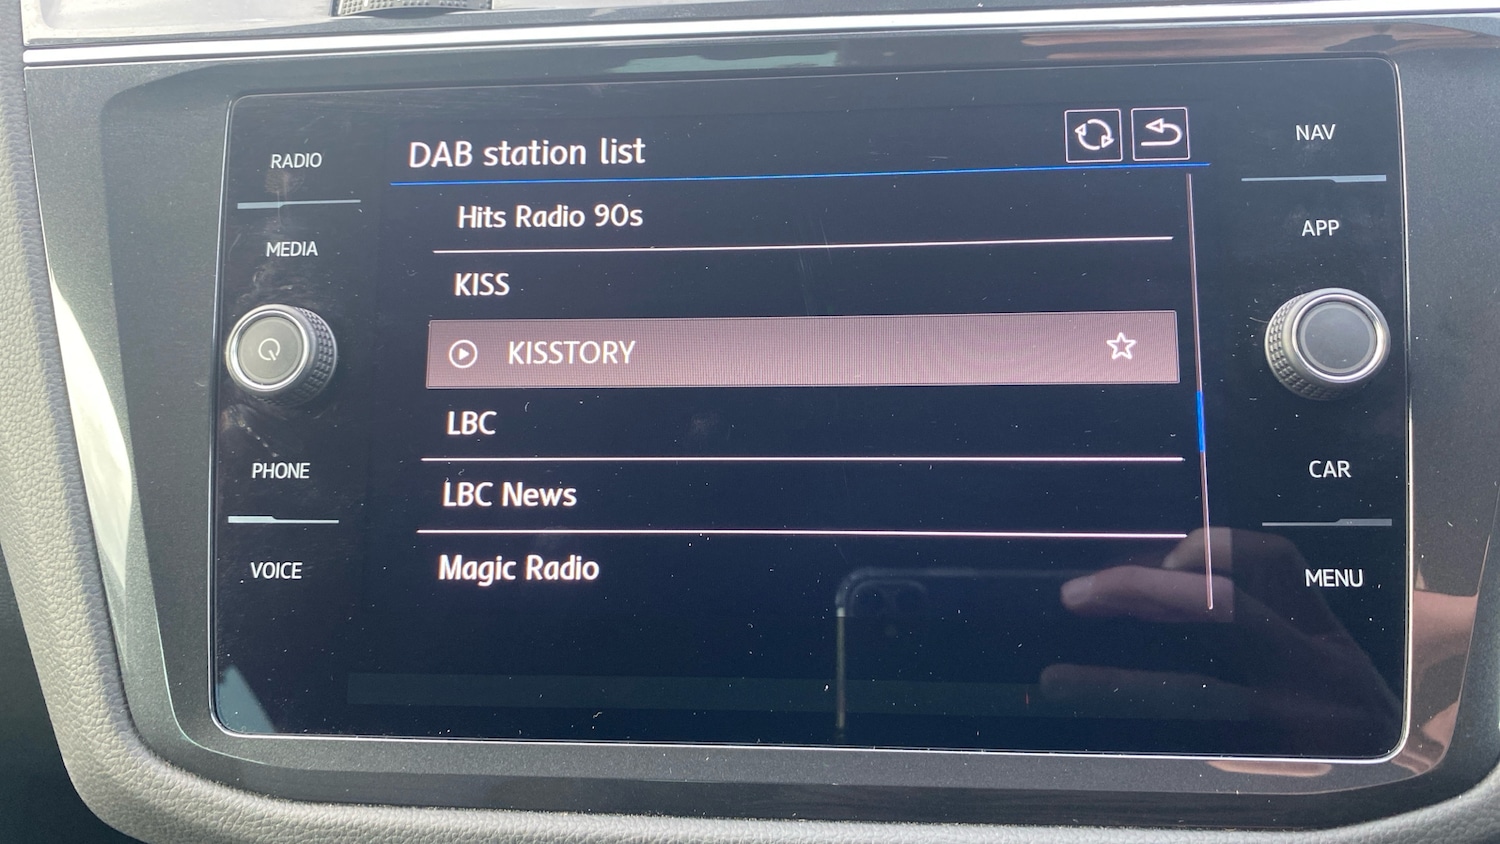 DAB station list
Hits Radio 90s
KISS
KISSTORY
LBC
LBC News
Magic Radio
RADIO
MEDIA
PHONE
VOICE
NAV
APP
CAR
MENU